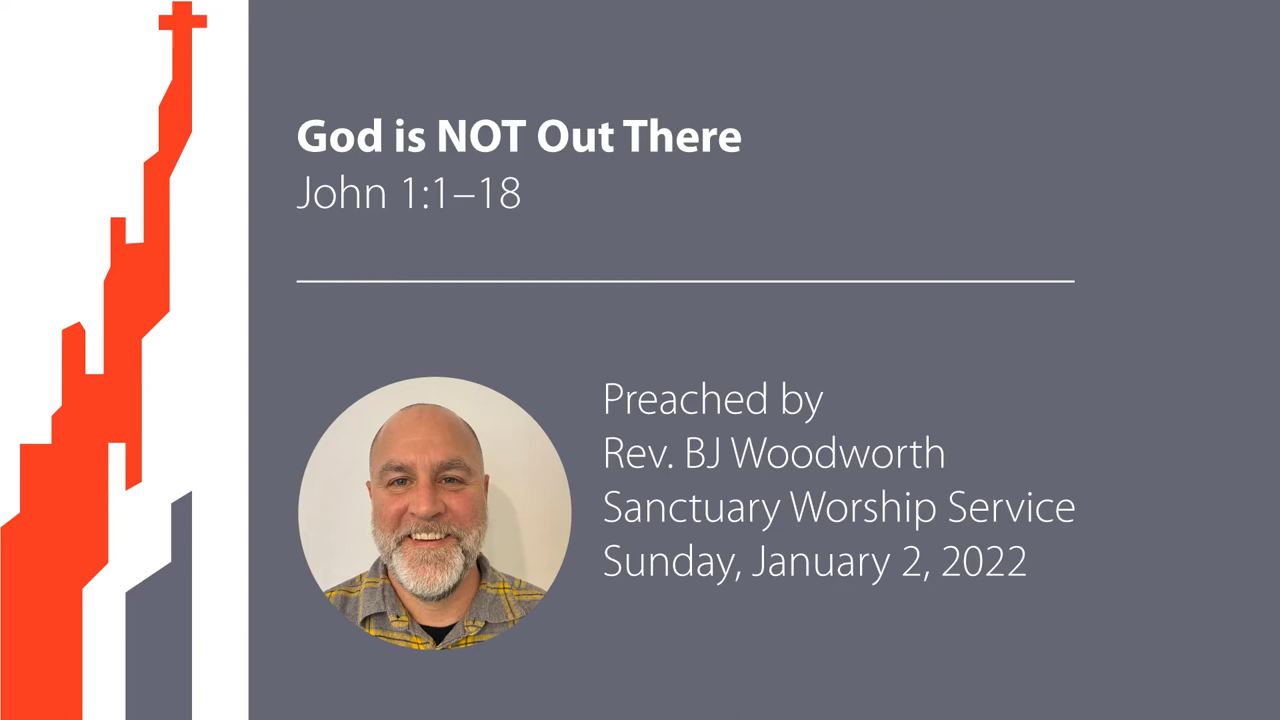 God is NOT Out There
John 1:1–18
Preached by
Rev. BJ Woodworth
Sanctuary Worship Service
Sunday, January 2, 2022